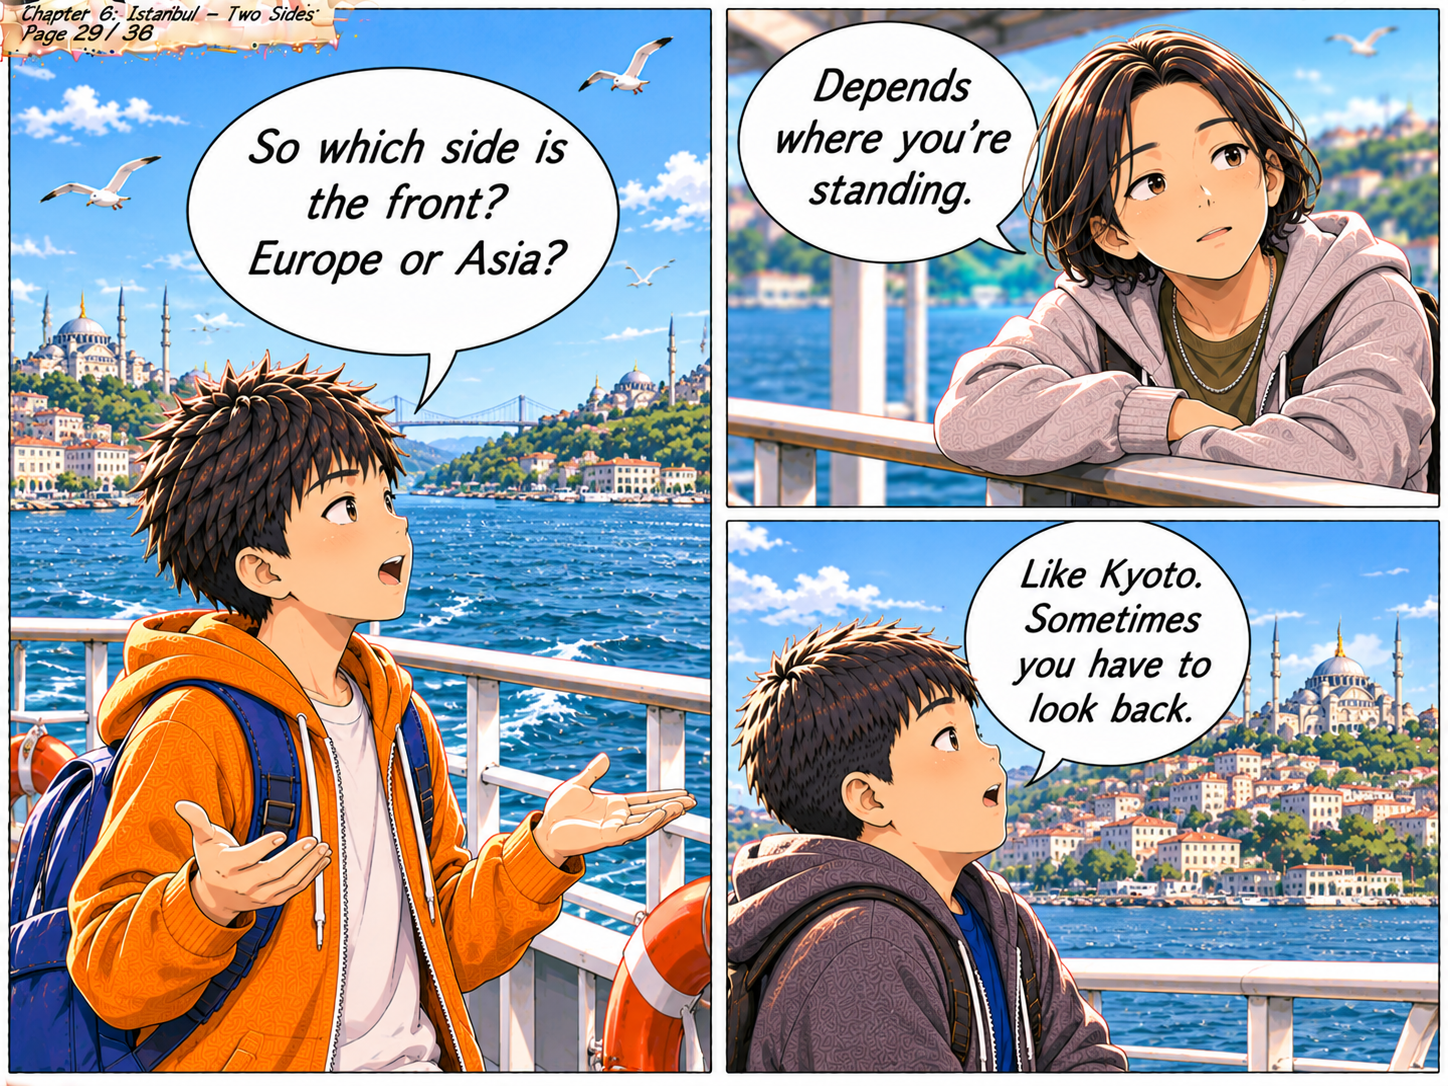 Chapter 6: Istanbul – Two Sides
Page 29 / 36
So which side is
the front?
Europe or Asia?
Depends
where you're
standing.
Like Kyoto.
Sometimes
you have to
look back.